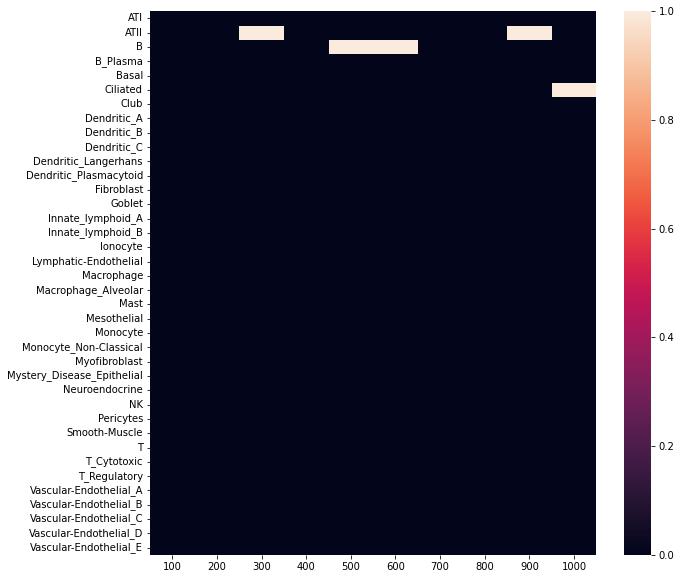 ATI
ATII
B
B_Plasma
Basal
Ciliated
Club
Dendritic_A
Dendritic_B
Dendritic_C
Dendritic_Langerhans
Dendritic_Plasmacytoid
Fibroblast
Goblet
Innate_lymphoid_A
Innate_lymphoid_B
Ionocyte
Lymphatic-Endothelial
Macrophage
Macrophage_Alveolar
Mast
Mesothelial
Monocyte
Monocyte_Non-Classical
Myofibroblast
Mystery_Disease_Epithelial
Neuroendocrine
NK
Pericytes
Smooth-Muscle
T
T_Cytotoxic
T_Regulatory
Vascular-Endothelial_A
Vascular-Endothelial_B
Vascular-Endothelial_C
Vascular-Endothelial_D
Vascular-Endothelial_E
100 200 300 400 500 600 700 800 900 1000
1.0
0.8
0.6
0.4
0.2
0.0